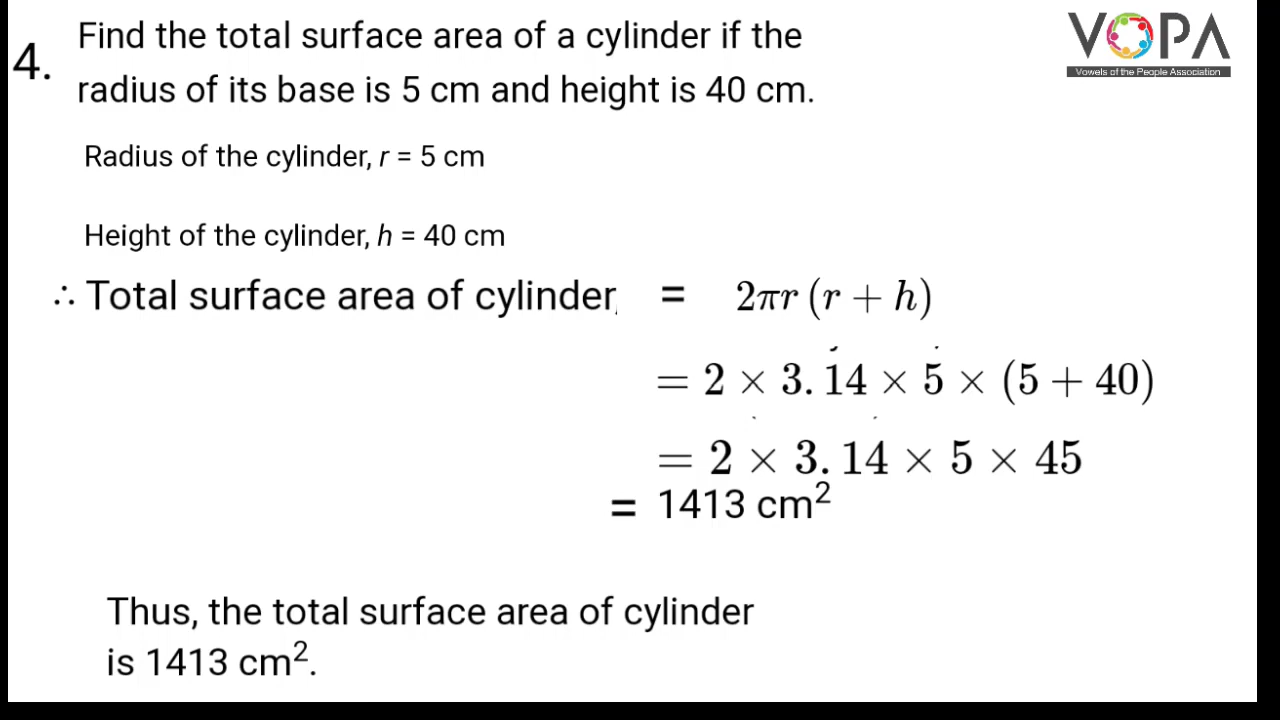 4.
Find the total surface area of a cylinder if the
radius of its base is 5 cm and height is 40 cm.
VOPA
Vowels of the People Association
Radius of the cylinder, r = 5 cm
Height of the cylinder, h = 40 cm
∴ Total surface area of cylinder, = 2πr (r + h)
= 2 × 3. 14 × 5 × (5 + 40)
= 2 × 3. 14 × 5 × 45
= 1413 cm²
Thus, the total surface area of cylinder
is 1413 cm².